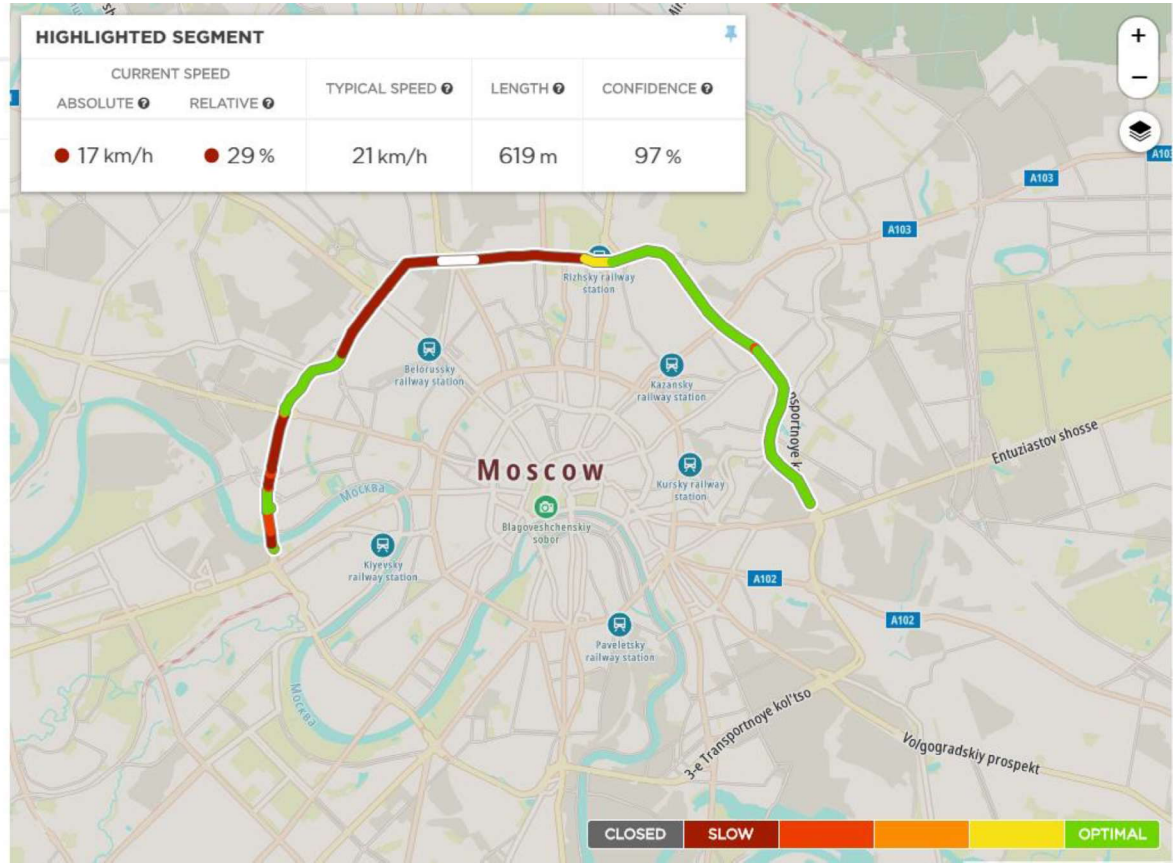 HIGHLIGHTED SEGMENT
CURRENT SPEED
ABSOLUTE
RELATIVE
TYPICAL SPEED
LENGTH
CONFIDENCE
17 km/h
29 %
21 km/h
619 m
97 %
+
−
A103
A103
A103
Rizhsky railway
station
Belorussky
railway station
Kazansky
railway station
nsportnoye k
Entuziastov shosse
Moscow
Москва
Kursky railway
station
Blagoveshchenskiy
sobor
Kiyevsky
railway station
A102
A102
Paveletsky
railway station
Москва
3-e Transportnoye kol'tso
Volgogradskiy prospekt
CLOSED
SLOW
OPTIMAL